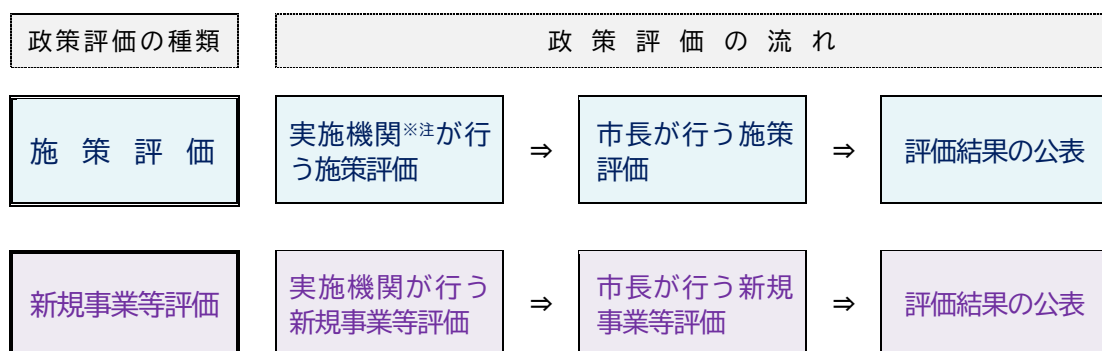 政策評価の種類
政策評価の流れ
施策評価
実施機関※注が行
う施策評価
⇒
市長が行う施策
評価
⇒
評価結果の公表
新規事業等評価
実施機関が行う
新規事業等評価
⇒
市長が行う新規
事業等評価
⇒
評価結果の公表